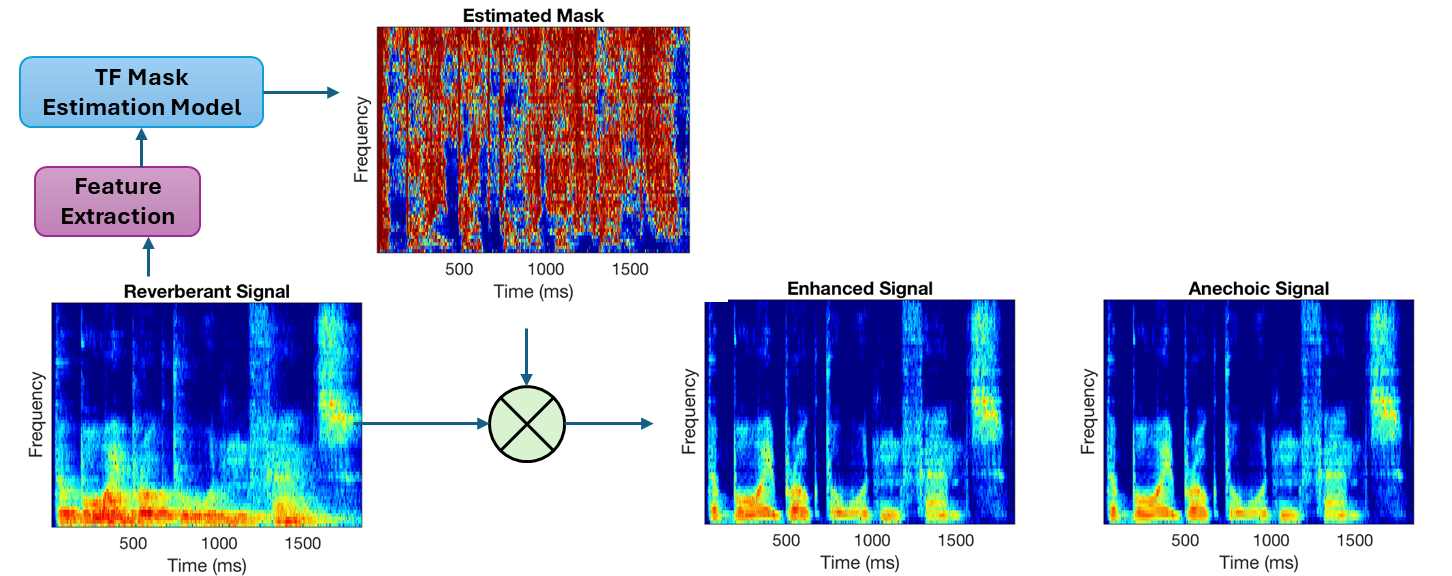 Estimated Mask
TF Mask
Estimation Model
Frequency
Feature
Extraction
500 1000 1500
Time (ms)
Reverberant Signal
Frequency
500 1000 1500
Time (ms)
Enhanced Signal
Frequency
500 1000 1500
Time (ms)
Anechoic Signal
Frequency
500 1000 1500
Time (ms)